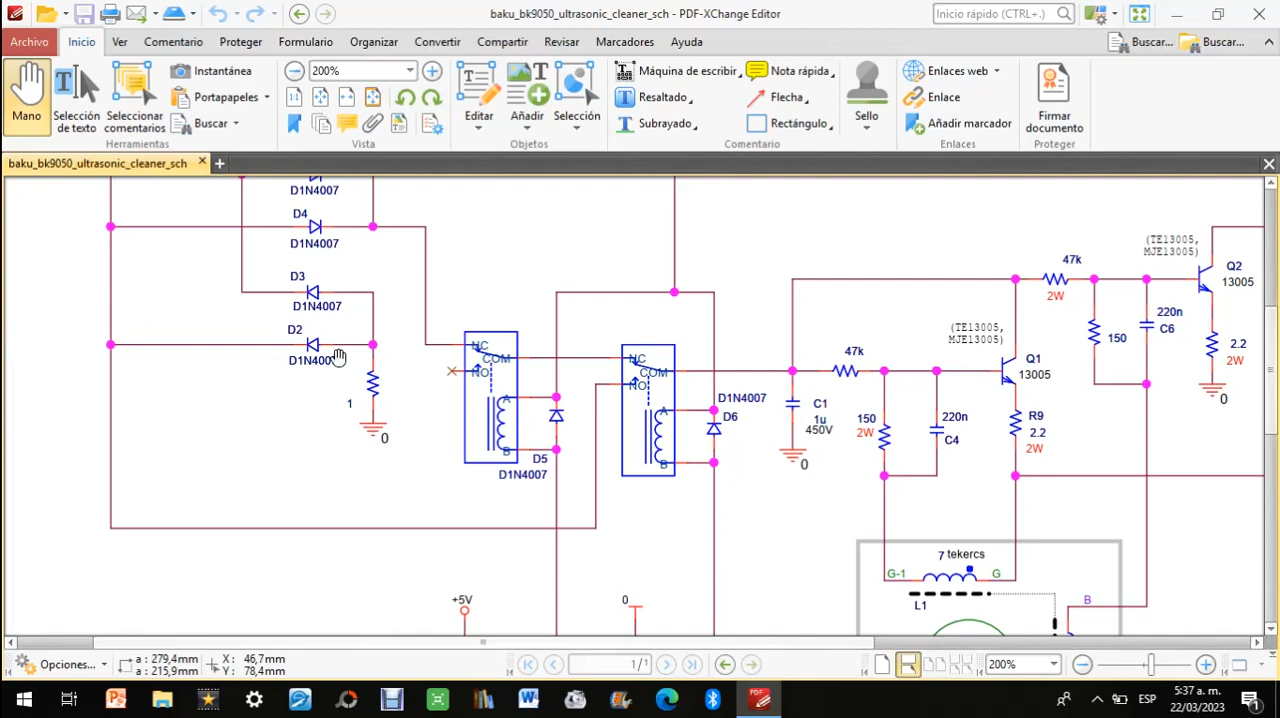 baku_bk9050_ultrasonic_cleaner_sch - PDF-XChange Editor
Inicio rápido (CTRL+.)
Archivo
Inicio
Ver
Comentario
Proteger
Formulario
Organizar
Convertir
Compartir
Revisar
Marcadores
Ayuda
Buscar...
Buscar...
Mano
Selección de texto
Seleccionar comentarios
Instantánea
Portapapeles
Buscar
Herramientas
200%
Vista
Editar
Añadir
Selección
Objetos
Máquina de escribir
Resaltado
Subrayado
Nota rápida
Flecha
Rectángulo
Comentario
Sello
Enlaces web
Enlace
Añadir marcador
Enlaces
Firmar documento
Proteger
baku_bk9050_ultrasonic_cleaner_sch
D1N4007
D4
D1N4007
D3
D1N4007
D2
1
0
NC
COM
NO
A
B
D5
D1N4007
NC
COM
NO
A
B
D1N4007
D6
C1
1u
450V
0
47k
150
2W
220n
C4
(TE13005,
MJE13005)
Q1
13005
R9
2.2
2W
47k
2W
150
220n
C6
(TE13005,
MJE13005)
Q2
13005
2.2
2W
0
7 tekercs
G-1
G
L1
B
+5V
0
Opciones...
a : 279,4mm
a : 215,9mm
X: 46,7mm
Y: 78,4mm
1/1
200%
ESP
5:37 a. m.
22/03/2023
1